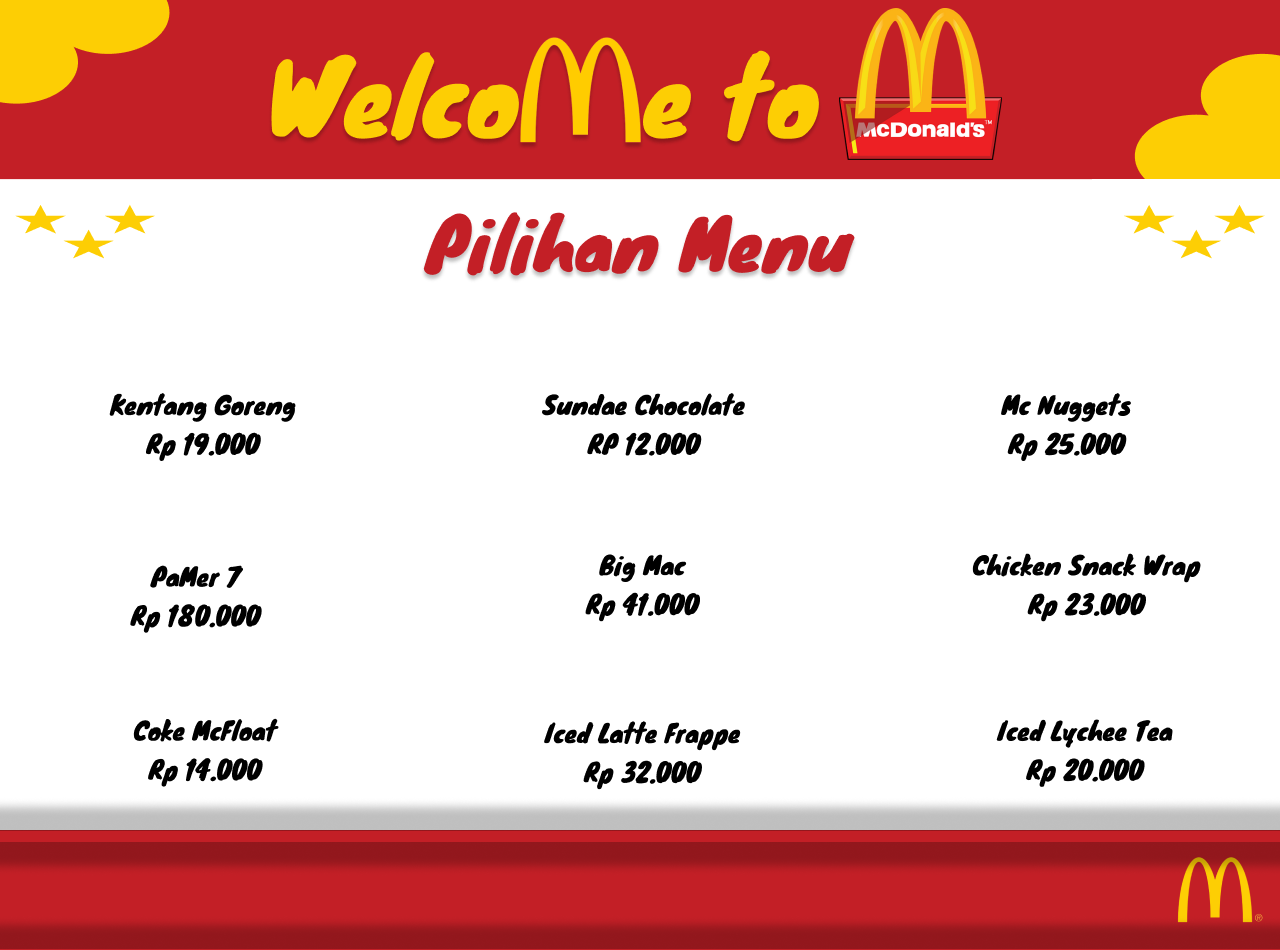 Welcome to
McDonald's™
Pilihan Menu
Kentang Goreng
Rp 19.000
Sundae Chocolate
RP 12.000
Mc Nuggets
Rp 25.000
PaMer 7
Rp 180.000
Big Mac
Rp 41.000
Chicken Snack Wrap
Rp 23.000
Coke McFloat
Rp 14.000
Iced Latte Frappe
Rp 32.000
Iced Lychee Tea
Rp 20.000
®